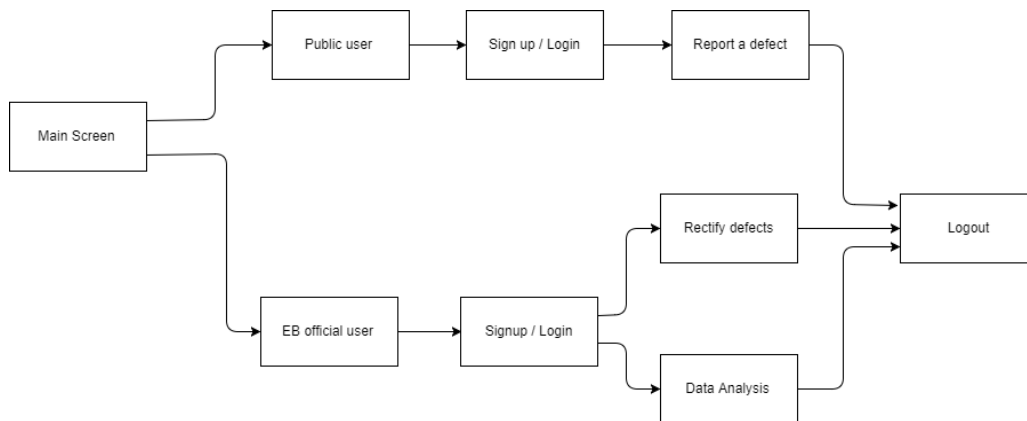 Public user
Sign up / Login
Report a defect
Main Screen
Rectify defects
Logout
EB official user
Signup / Login
Data Analysis